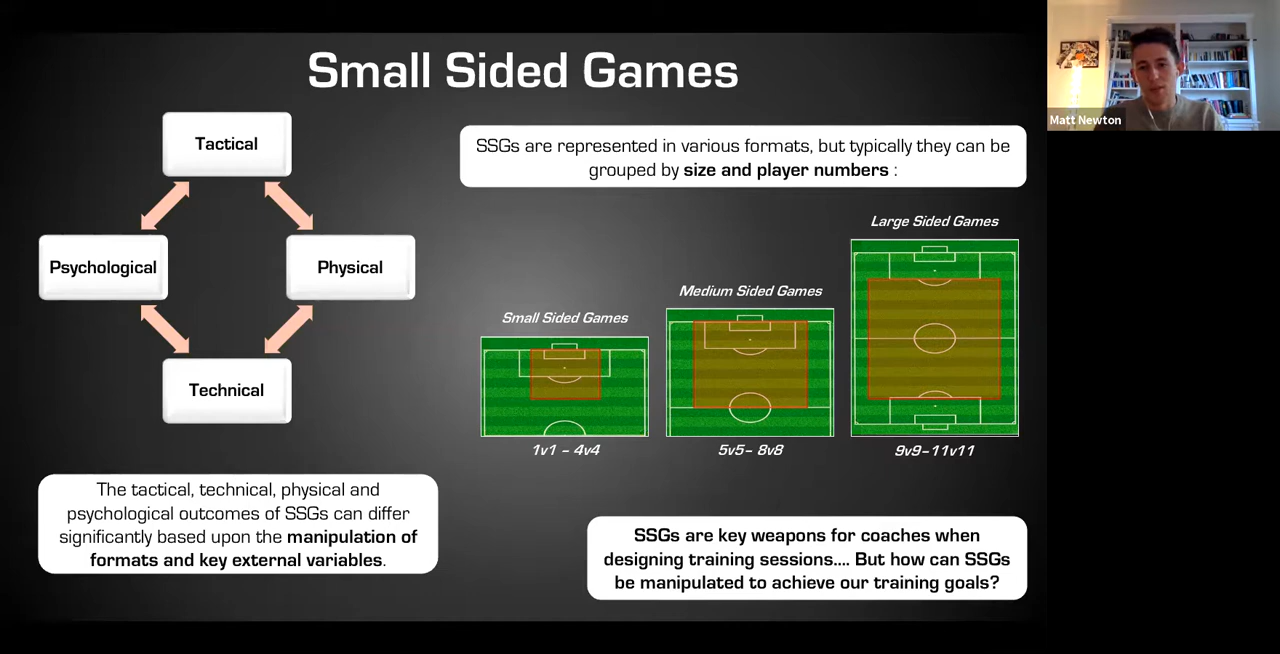 Small Sided Games
Tactical
Psychological
Physical
Technical
The tactical, technical, physical and
psychological outcomes of SSGs can differ
significantly based upon the manipulation of
formats and key external variables.
SSGs are represented in various formats, but typically they can be
grouped by size and player numbers :
Small Sided Games
1v1 - 4v4
Medium Sided Games
5v5- 8v8
Large Sided Games
9v9-11v11
SSGs are key weapons for coaches when
designing training sessions.... But how can SSGs
be manipulated to achieve our training goals?
Matt Newton